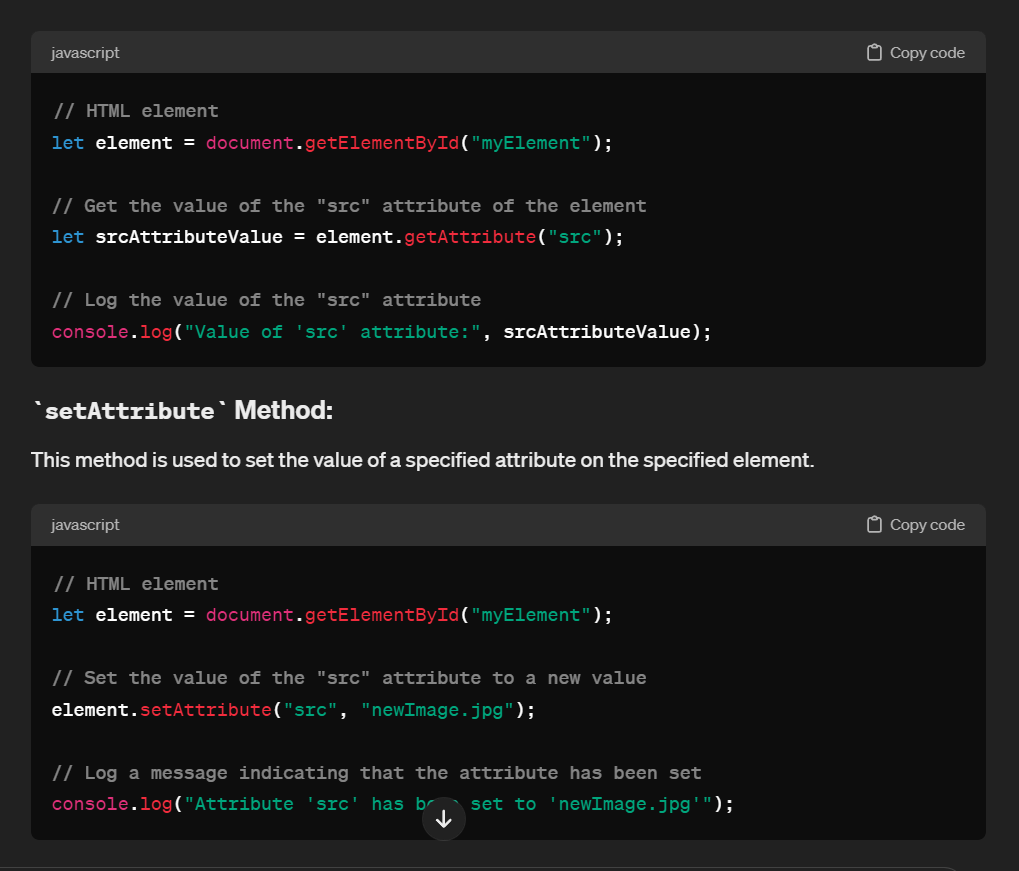 javascript
Copy code
// HTML element
let element = document.getElementById("myElement");
// Get the value of the "src" attribute of the element
let srcAttributeValue = element.getAttribute("src");
// Log the value of the "src" attribute
console.log("Value of 'src' attribute:", srcAttributeValue);
`setAttribute` Method:
This method is used to set the value of a specified attribute on the specified element.
javascript
Copy code
// HTML element
let element = document.getElementById("myElement");
// Set the value of the "src" attribute to a new value
element.setAttribute("src", "newImage.jpg");
// Log a message indicating that the attribute has been set
console.log("Attribute 'src' has been set to 'newImage.jpg'");